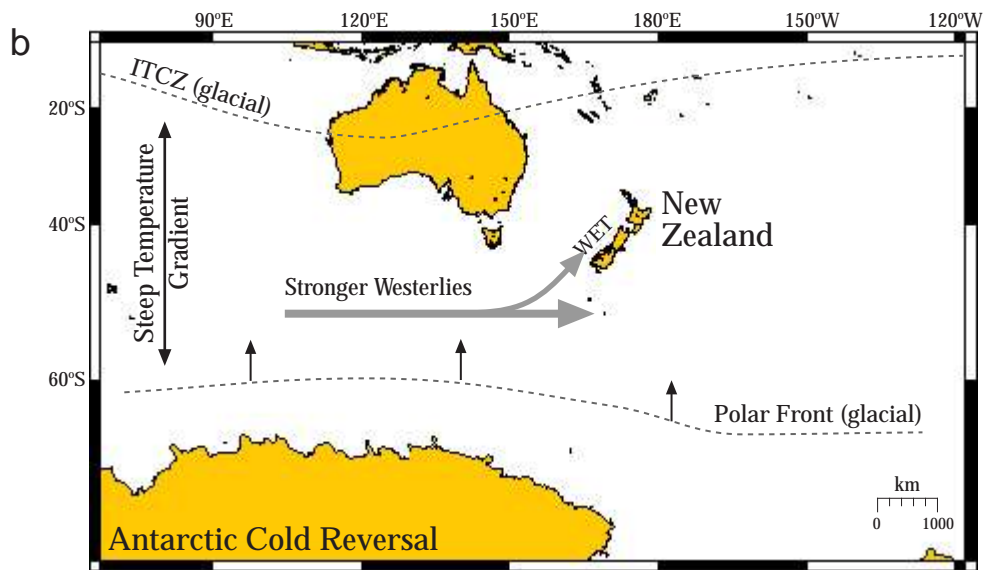 b
90ºE 120ºE 150ºE 180ºW 150ºW 120ºW
ITCZ (glacial)
20ºS
40ºS
60ºS
Steep Temperature
Gradient
New
Zealand
WET
Stronger Westerlies
Polar Front (glacial)
km
0 1000
Antarctic Cold Reversal